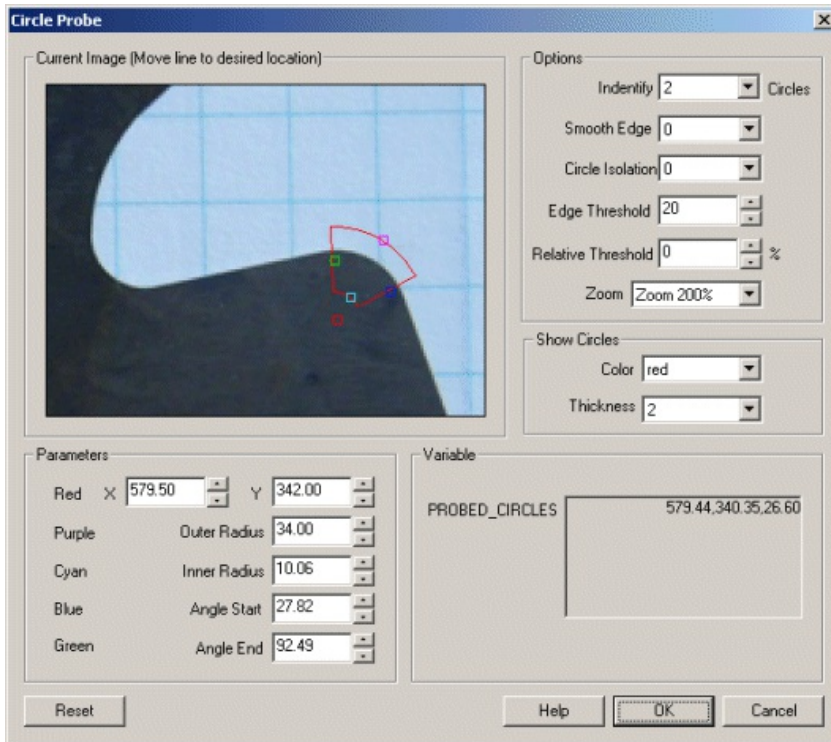 Circle Probe
Current Image (Move line to desired location)
Options
Indentify 2 Circles
Smooth Edge 0
Circle Isolation 0
Edge Threshold 20
Relative Threshold 0 %
Zoom Zoom 200%
Show Circles
Color red
Thickness 2
Parameters
Red X 579.50 Y 342.00
Purple Outer Radius 34.00
Cyan Inner Radius 10.06
Blue Angle Start 27.82
Green Angle End 92.49
Variable
PROBED_CIRCLES 579.44,340.35,26.60
Reset Help OK Cancel